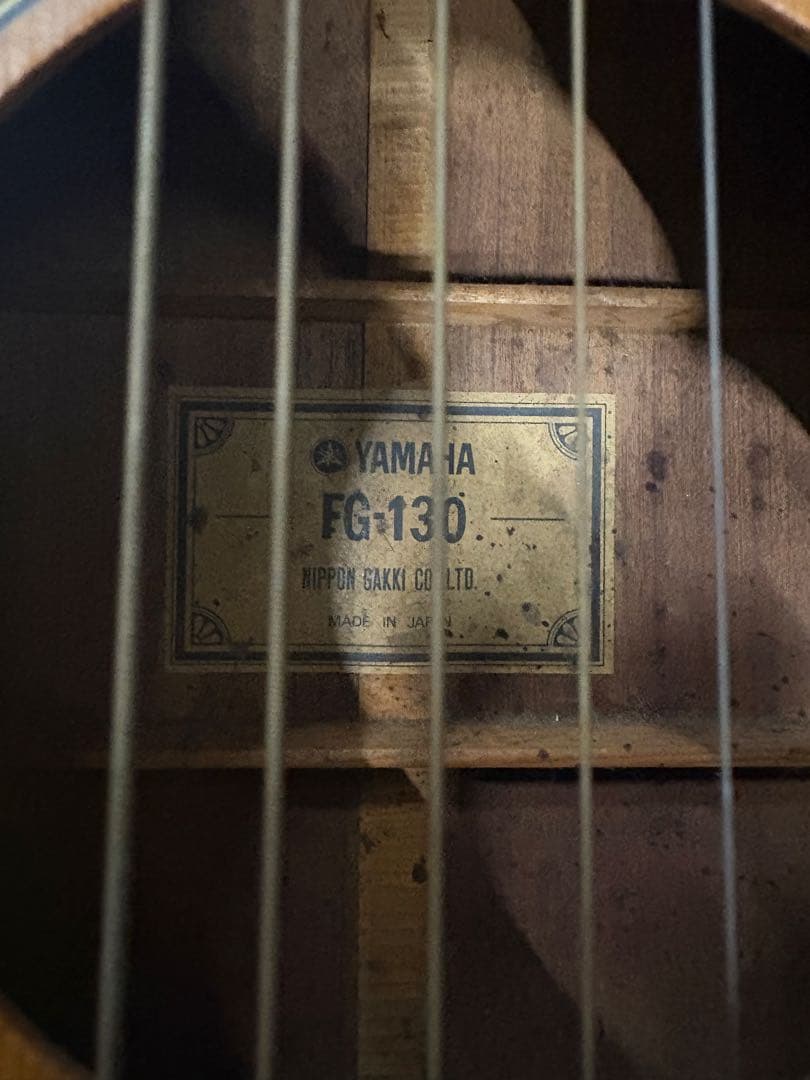 YAMAHA
FG-130
NIPPON GAKKI CO. LTD.
MADE IN JAPAN